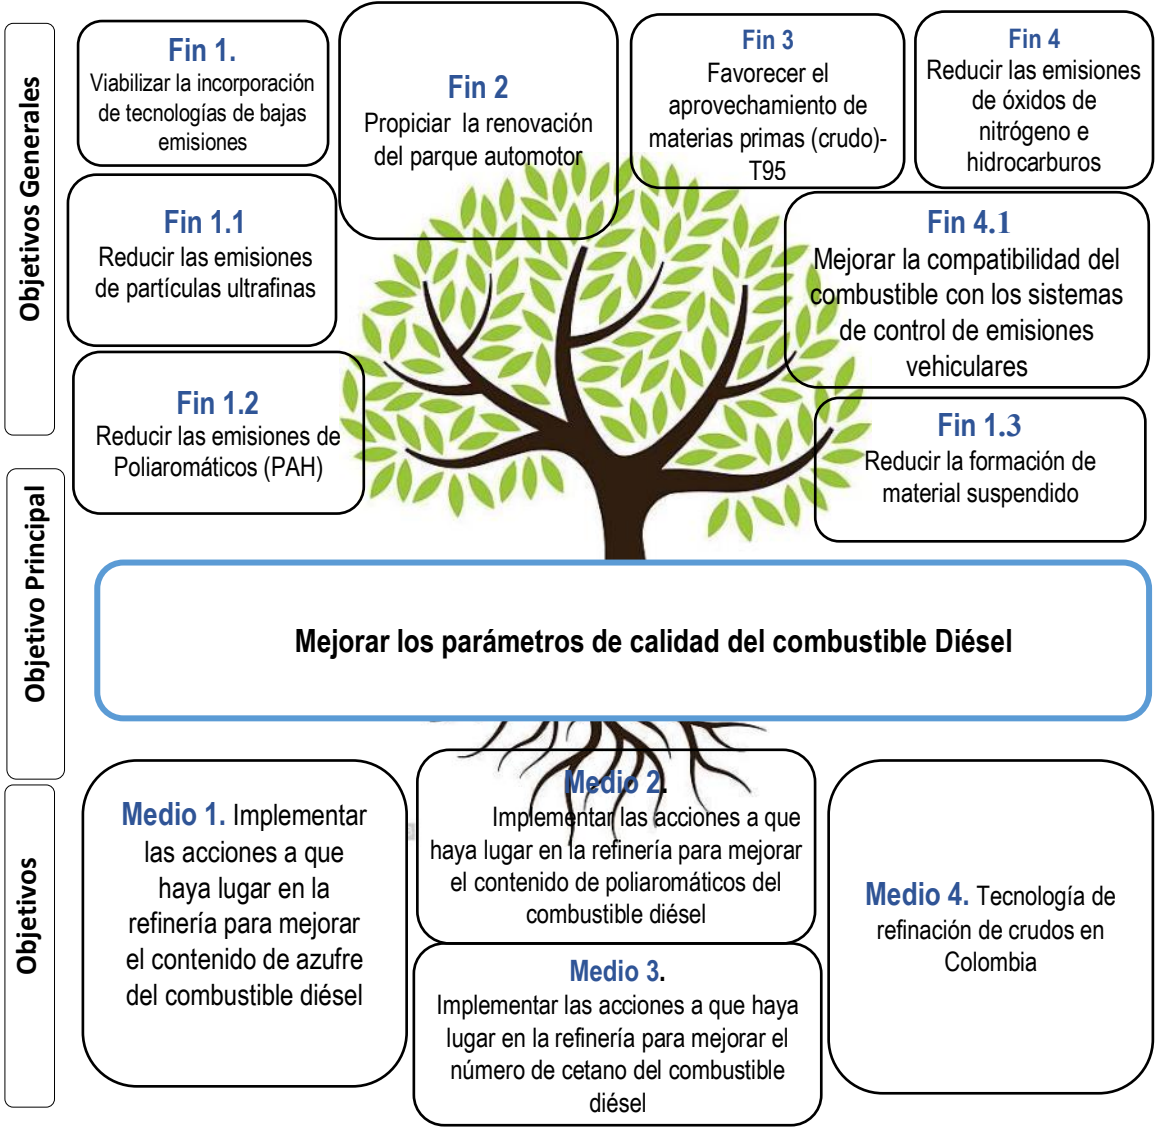 Objetivos Generales
Fin 1.
Viabilizar la incorporación
de tecnologías de bajas
emisiones
Fin 2
Propiciar la renovación
del parque automotor
Fin 3
Favorecer el
aprovechamiento de
materias primas (crudo)-
T95
Fin 4
Reducir las emisiones
de óxidos de
nitrógeno e
hidrocarburos
Fin 1.1
Reducir las emisiones
de partículas ultrafinas
Fin 4.1
Mejorar la compatibilidad del
combustible con los sistemas
de control de emisiones
vehiculares
Fin 1.2
Reducir las emisiones de
Poliaromáticos (PAH)
Fin 1.3
Reducir la formación de
material suspendido
Objetivo Principal
Mejorar los parámetros de calidad del combustible Diésel
Objetivos
Medio 1. Implementar
las acciones a que
haya lugar en la
refinería para mejorar
el contenido de azufre
del combustible diésel
Medio 2.
Implementar las acciones a que
haya lugar en la refinería para mejorar
el contenido de poliaromáticos del
combustible diésel
Medio 3.
Implementar las acciones a que haya
lugar en la refinería para mejorar el
número de cetano del combustible
diésel
Medio 4. Tecnología de
refinación de crudos en
Colombia